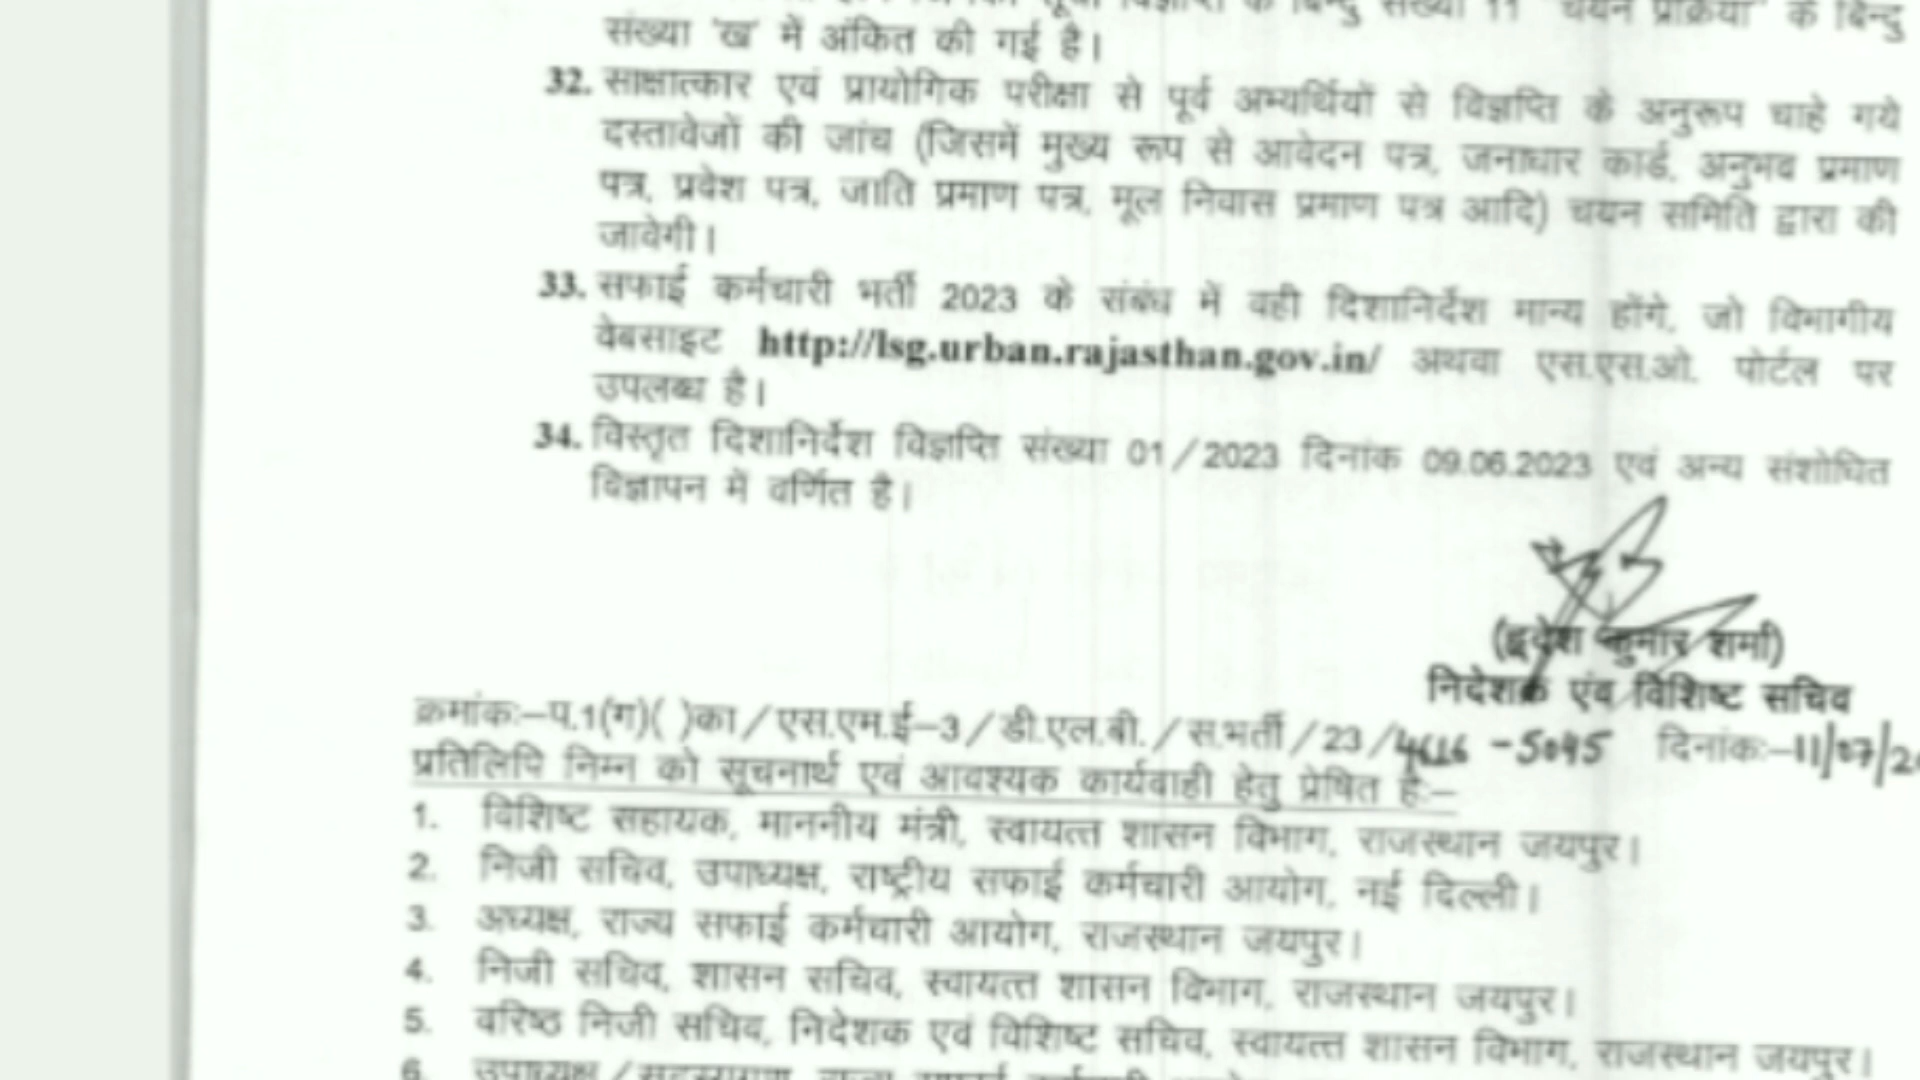 के बिन्दु संख्या 11 "चयन प्रक्रिया" के बिन्दु
संख्या 'ख' में अंकित की गई है।
32. साक्षात्कार एवं प्रायोगिक परीक्षा से पूर्व अभ्यर्थियों से विज्ञप्ति के अनुरूप चाहे गये
दस्तावेजों की जांच (जिसमें मुख्य रूप से आवेदन पत्र, जनाधार कार्ड, अनुभव प्रमाण
पत्र, प्रवेश पत्र, जाति प्रमाण पत्र, मूल निवास प्रमाण पत्र आदि) चयन समिति द्वारा की
जावेगी।
33. सफाई कर्मचारी भर्ती 2023 के संबंध में वही दिशानिर्देश मान्य होंगे, जो विभागीय
वेबसाइट http://lsg.urban.rajasthan.gov.in/ अथवा एस.एस.ओ. पोर्टल पर
उपलब्ध है।
34. विस्तृत दिशानिर्देश विज्ञप्ति संख्या 01/2023 दिनांक 09.06.2023 एवं अन्य संशोधित
विज्ञापन में वर्णित है।
(हृदेश कुमार शर्मा)
निदेशक एंव विशिष्ट सचिव
क्रमांक:-प.1(ग)( )का/एस.एम.ई-3/डी.एल.बी./स.भर्ती/23/ -5045 दिनांक:-11/07/
प्रतिलिपि निम्न को सूचनार्थ एवं आवश्यक कार्यवाही हेतु प्रेषित है:-
1. विशिष्ट सहायक, माननीय मंत्री, स्वायत्त शासन विभाग, राजस्थान जयपुर।
2. निजी सचिव, उपाध्यक्ष, राष्ट्रीय सफाई कर्मचारी आयोग, नई दिल्ली।
3. अध्यक्ष, राज्य सफाई कर्मचारी आयोग, राजस्थान जयपुर।
4. निजी सचिव, शासन सचिव, स्वायत्त शासन विभाग, राजस्थान जयपुर।
5. वरिष्ठ निजी सचिव, निदेशक एवं विशिष्ट सचिव, स्वायत्त शासन विभाग, राजस्थान जयपुर।
6.